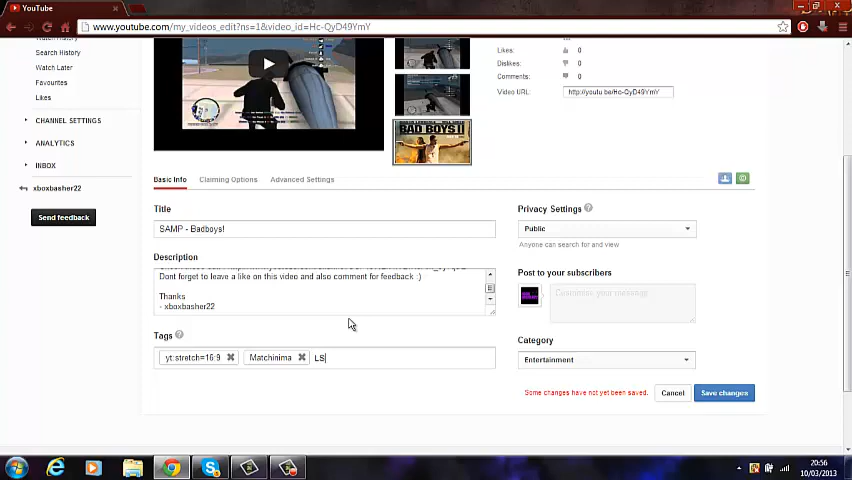 YouTube
www.youtube.com/my_videos_edit?ns=1&video_id=Hc-QyD49YmY
Search History
Watch Later
Favourites
Likes
CHANNEL SETTINGS
ANALYTICS
INBOX
xboxbasher22
Send feedback
BAD BOYS II
Likes: 0
Dislikes: 0
Comments: 0
Video URL: http://youtu.be/Hc-QyD49YmY
Basic Info Claiming Options Advanced Settings
Title
SAMP - Badboys!
Description
Dont forget to leave a like on this video and also comment for feedback :)
Thanks
- xboxbasher22
Tags
yt:stretch=16:9 Matchinima LS
Privacy Settings
Public
Anyone can search for and view
Post to your subscribers
Customise your message
Category
Entertainment
Some changes have not yet been saved. Cancel Save changes
20:56
10/03/2013